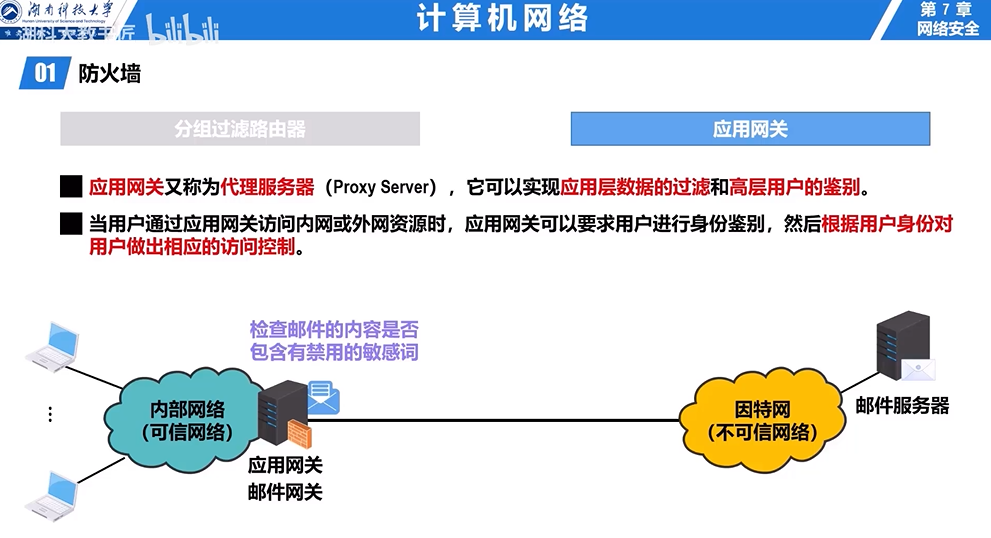 湖南科技大学
Hunan University of Science and Technology
湖科大教书匠 bilibili
计算机网络
第 7 章
网络安全
01 防火墙
分组过滤路由器
应用网关
应用网关又称为代理服务器（Proxy Server），它可以实现应用层数据的过滤和高层用户的鉴别。
当用户通过应用网关访问内网或外网资源时，应用网关可以要求用户进行身份鉴别，然后根据用户身份对
用户做出相应的访问控制。
检查邮件的内容是否
包含有禁用的敏感词
内部网络
（可信网络）
因特网
（不可信网络）
邮件服务器
应用网关
邮件网关